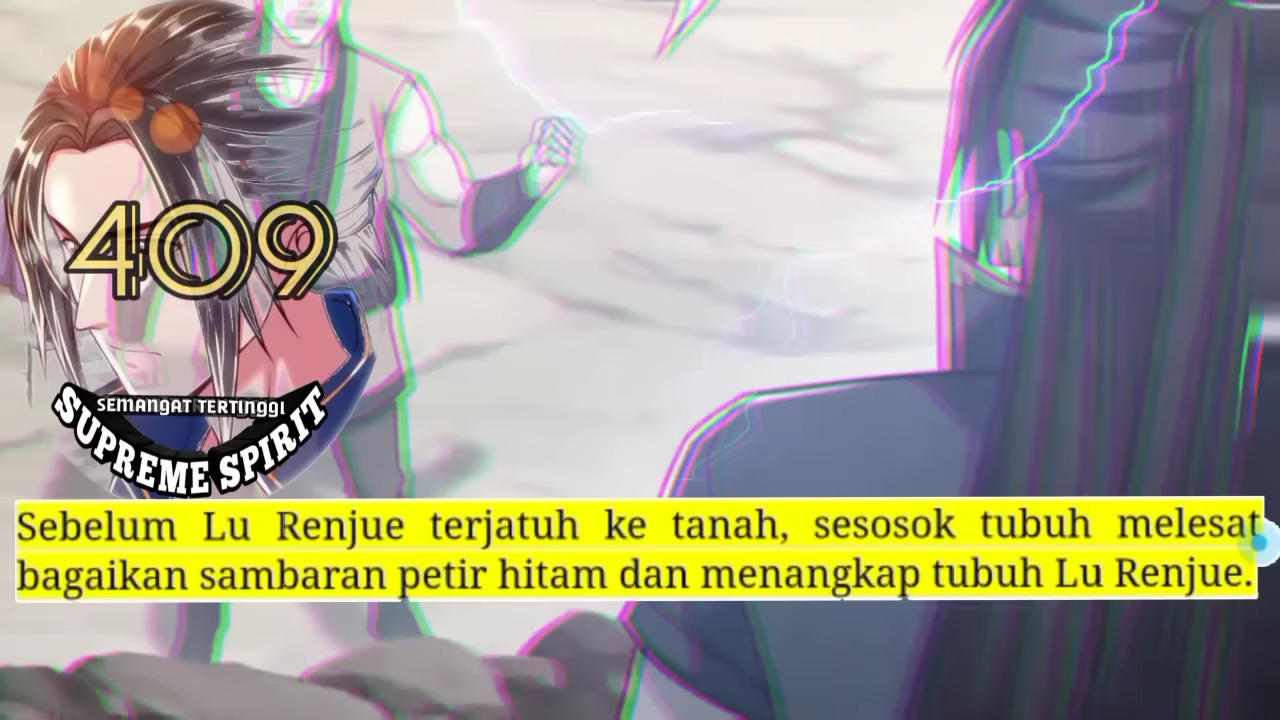 409
SEMANGAT TERTINGGI
SUPREME SPIRIT
Sebelum Lu Renjue terjatuh ke tanah, sesosok tubuh melesat
bagaikan sambaran petir hitam dan menangkap tubuh Lu Renjue.